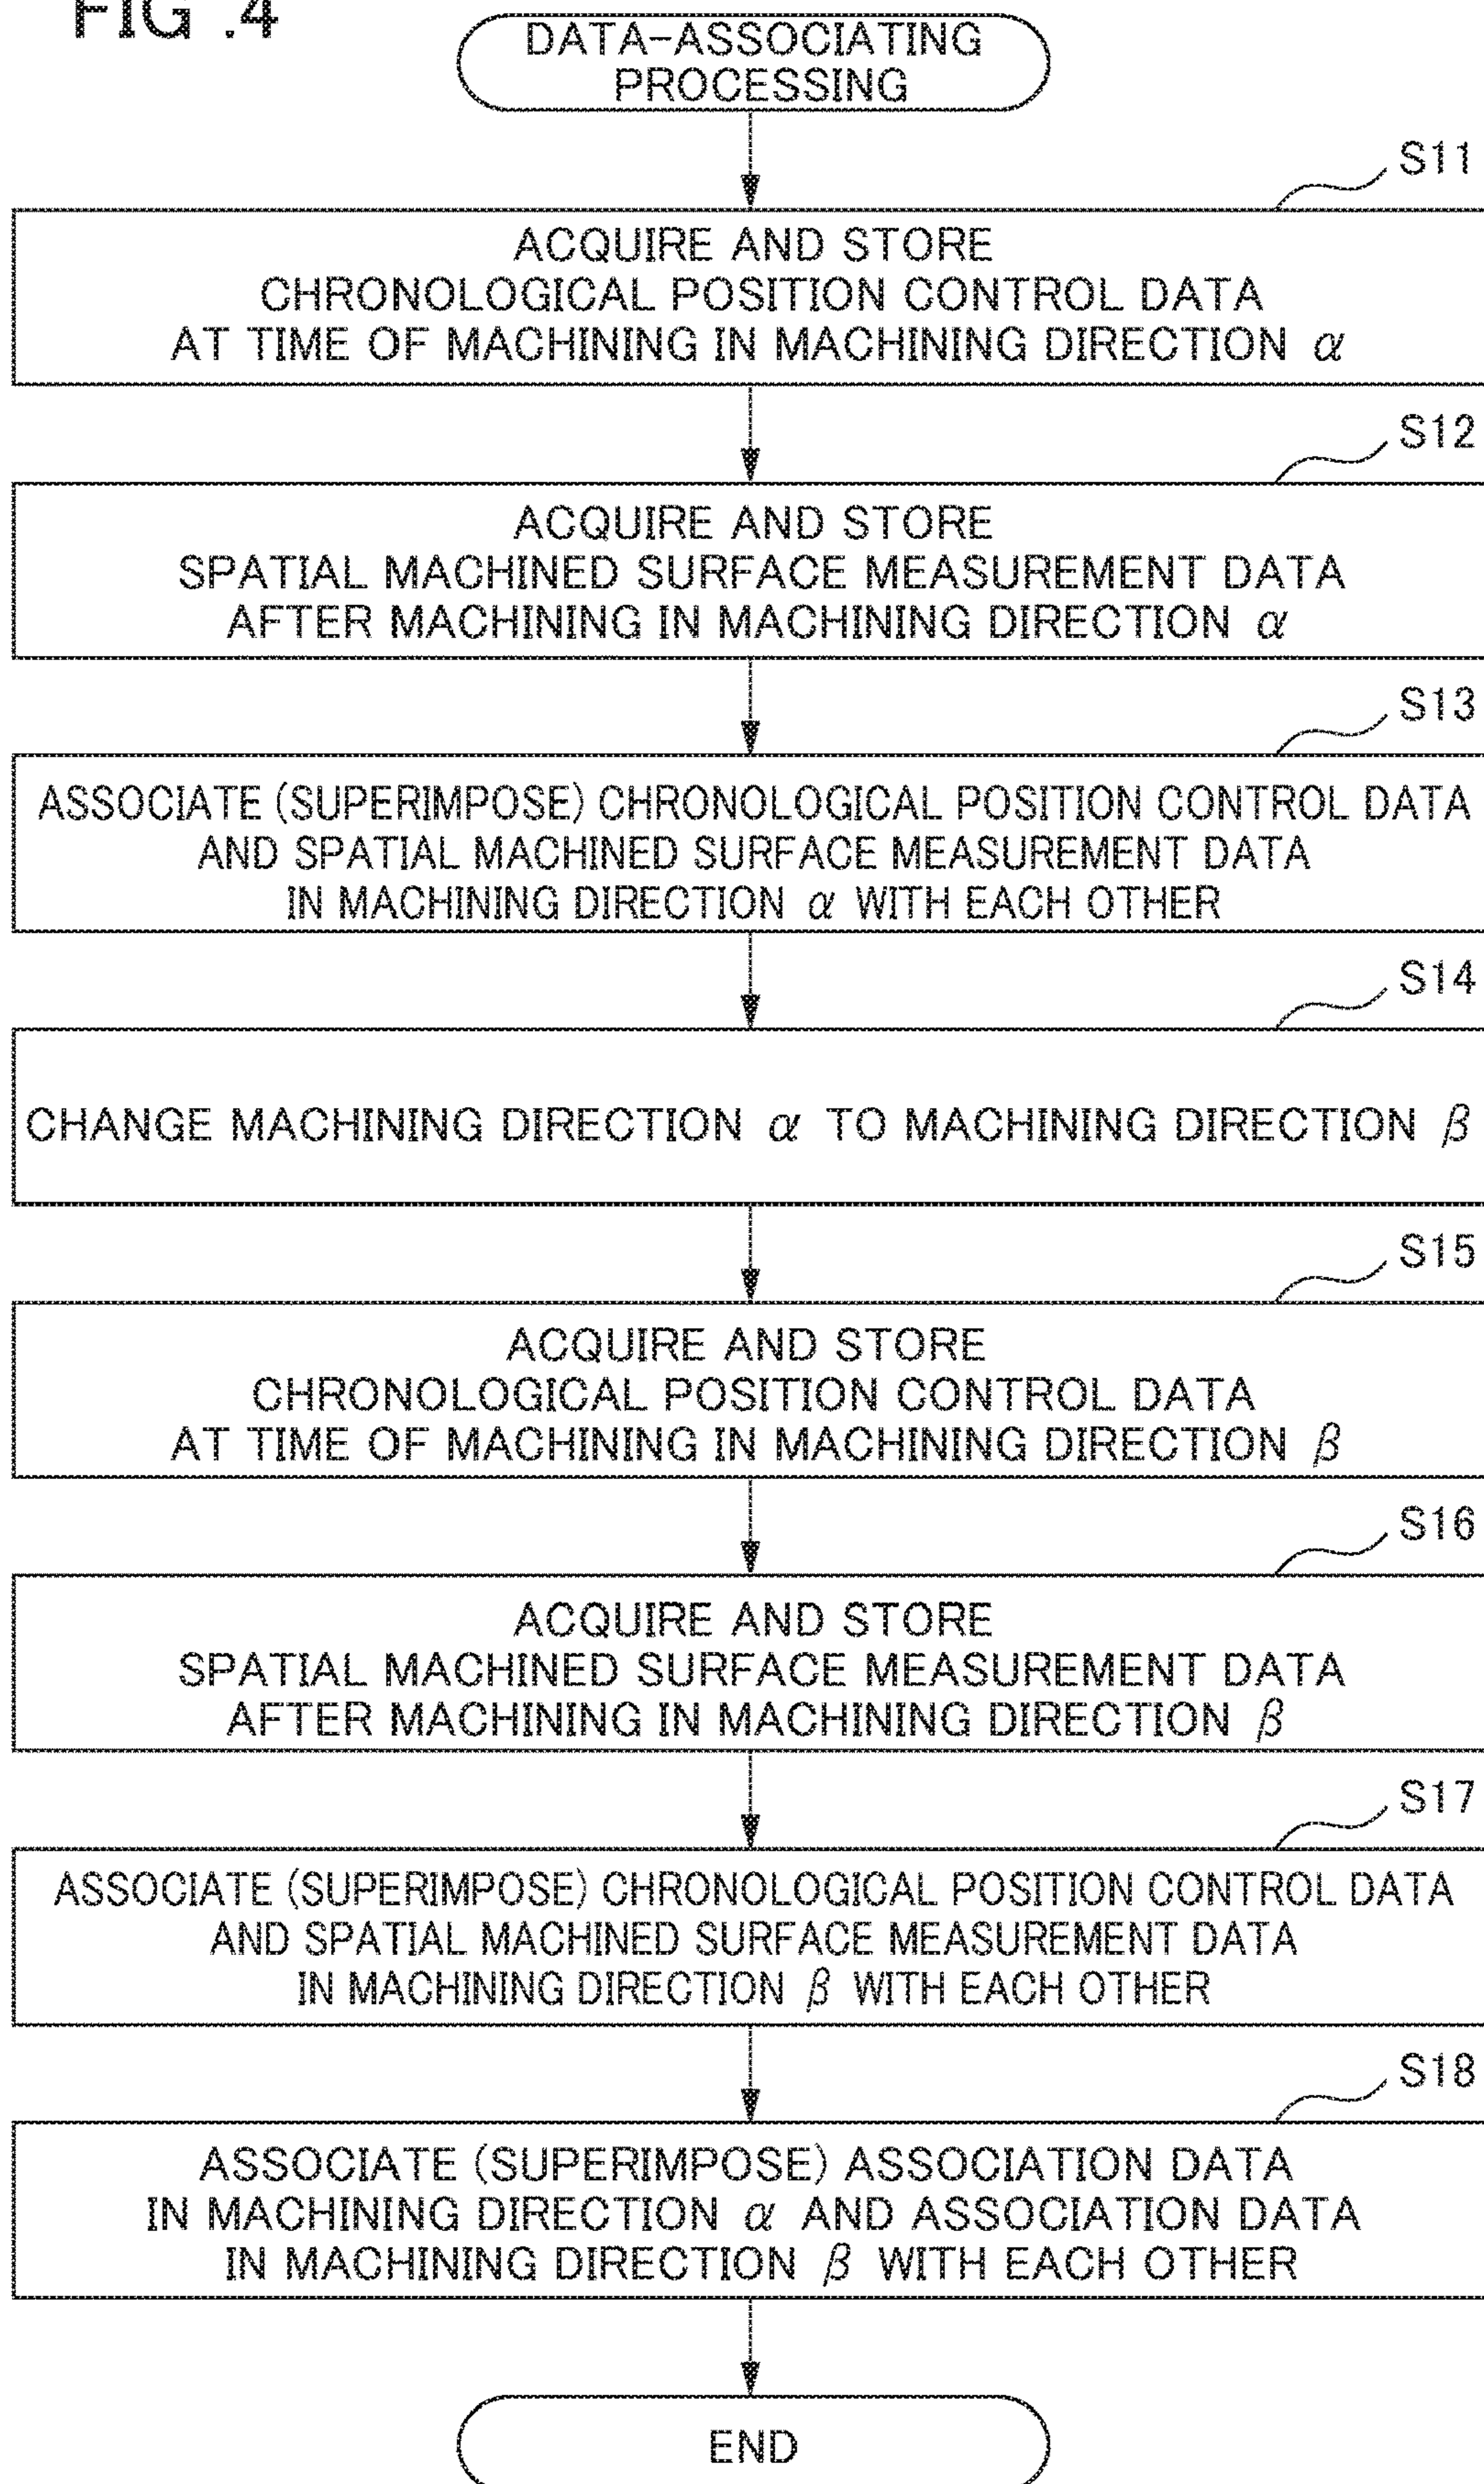 FIG .4
DATA-ASSOCIATING
PROCESSING
S11
ACQUIRE AND STORE
CHRONOLOGICAL POSITION CONTROL DATA
AT TIME OF MACHINING IN MACHINING DIRECTION α
S12
ACQUIRE AND STORE
SPATIAL MACHINED SURFACE MEASUREMENT DATA
AFTER MACHINING IN MACHINING DIRECTION α
S13
ASSOCIATE (SUPERIMPOSE) CHRONOLOGICAL POSITION CONTROL DATA
AND SPATIAL MACHINED SURFACE MEASUREMENT DATA
IN MACHINING DIRECTION α WITH EACH OTHER
S14
CHANGE MACHINING DIRECTION α TO MACHINING DIRECTION β
S15
ACQUIRE AND STORE
CHRONOLOGICAL POSITION CONTROL DATA
AT TIME OF MACHINING IN MACHINING DIRECTION β
S16
ACQUIRE AND STORE
SPATIAL MACHINED SURFACE MEASUREMENT DATA
AFTER MACHINING IN MACHINING DIRECTION β
S17
ASSOCIATE (SUPERIMPOSE) CHRONOLOGICAL POSITION CONTROL DATA
AND SPATIAL MACHINED SURFACE MEASUREMENT DATA
IN MACHINING DIRECTION β WITH EACH OTHER
S18
ASSOCIATE (SUPERIMPOSE) ASSOCIATION DATA
IN MACHINING DIRECTION α AND ASSOCIATION DATA
IN MACHINING DIRECTION β WITH EACH OTHER
END